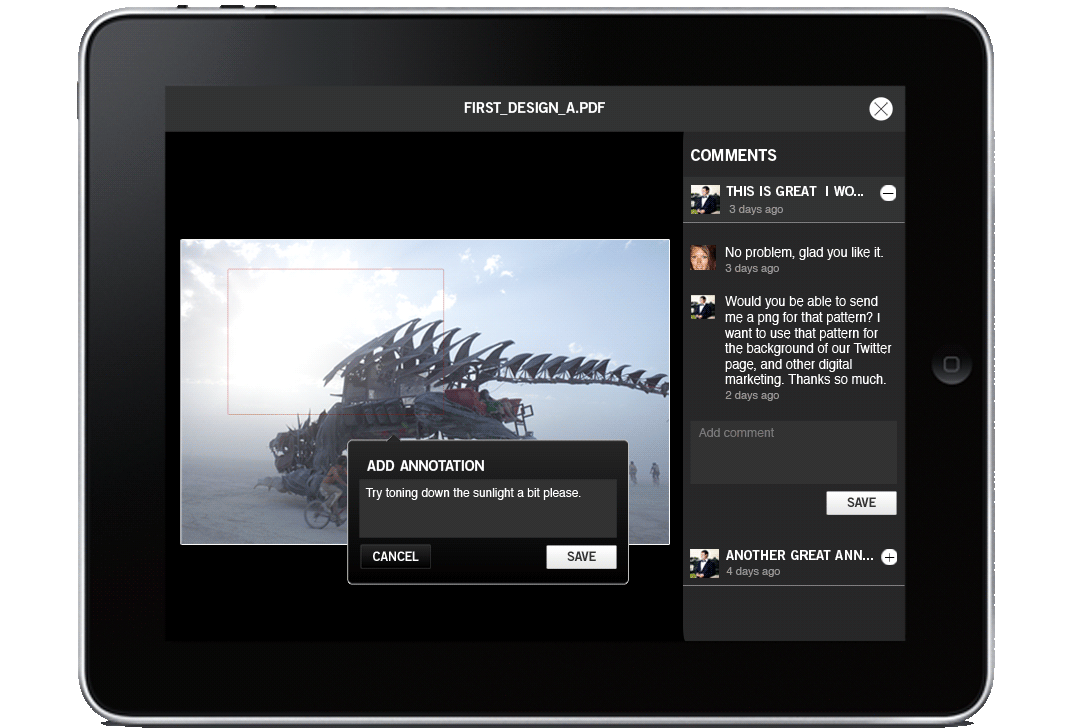 FIRST_DESIGN_A.PDF
COMMENTS
THIS IS GREAT I WO...
3 days ago
No problem, glad you like it.
3 days ago
Would you be able to send
me a png for that pattern? I
want to use that pattern for
the background of our Twitter
page, and other digital
marketing. Thanks so much.
2 days ago
Add comment
SAVE
ANOTHER GREAT ANN...
4 days ago
ADD ANNOTATION
Try toning down the sunlight a bit please.
CANCEL
SAVE